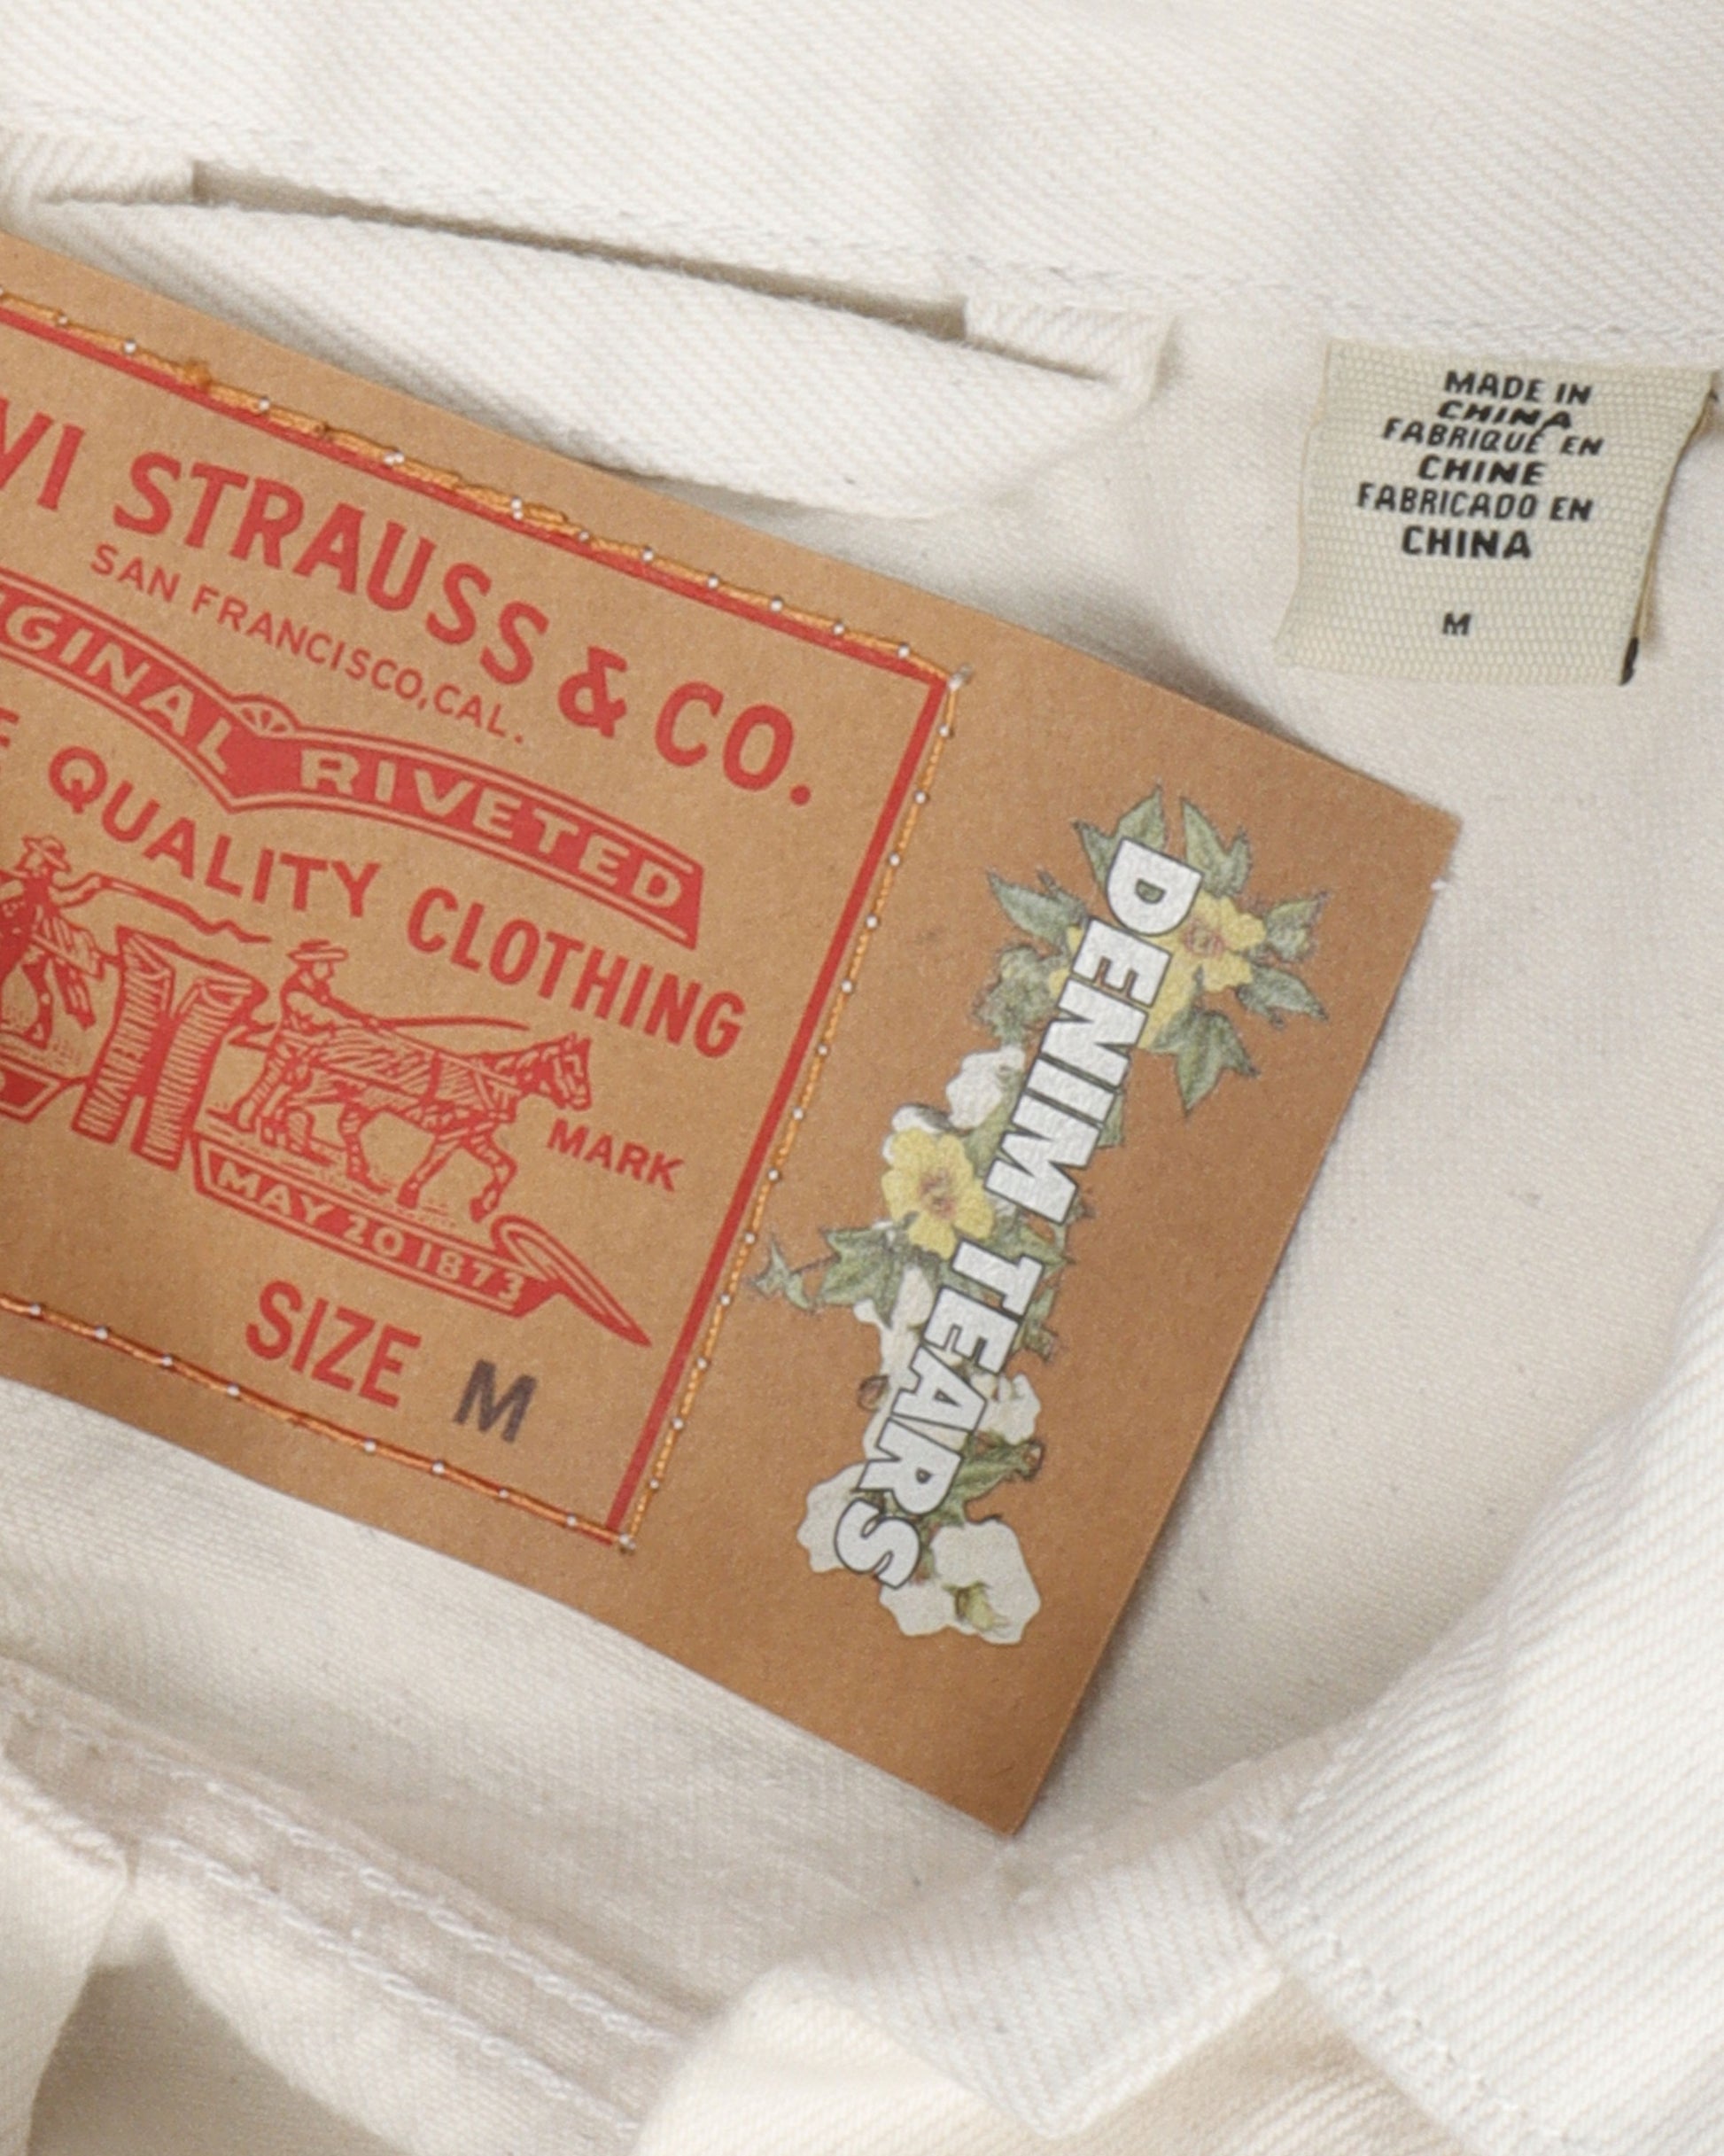 VI STRAUSS & CO.
SAN FRANCISCO, CAL.
GINAL RIVETED
E QUALITY CLOTHING
MARK
MAY 20 1873
SIZE M
DENIM TEARS
MADE IN
CHINA
FABRIQUÉ EN
CHINE
FABRICADO EN
CHINA
M